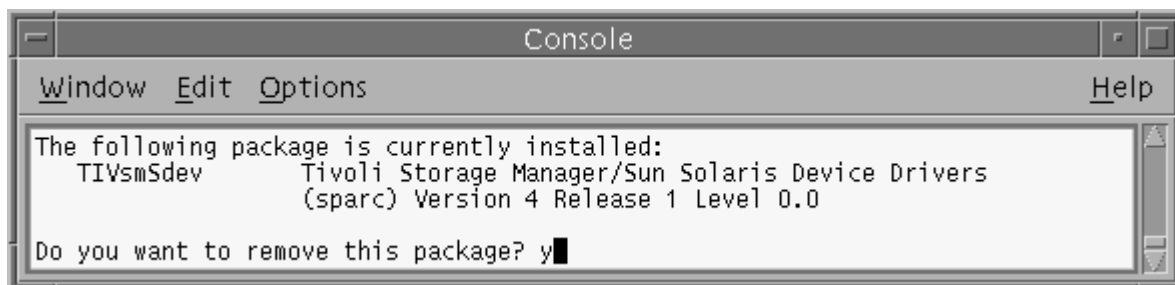 Console
Window Edit Options Help
The following package is currently installed:
TIVsmSdev Tivoli Storage Manager/Sun Solaris Device Drivers
(sparc) Version 4 Release 1 Level 0.0
Do you want to remove this package? y